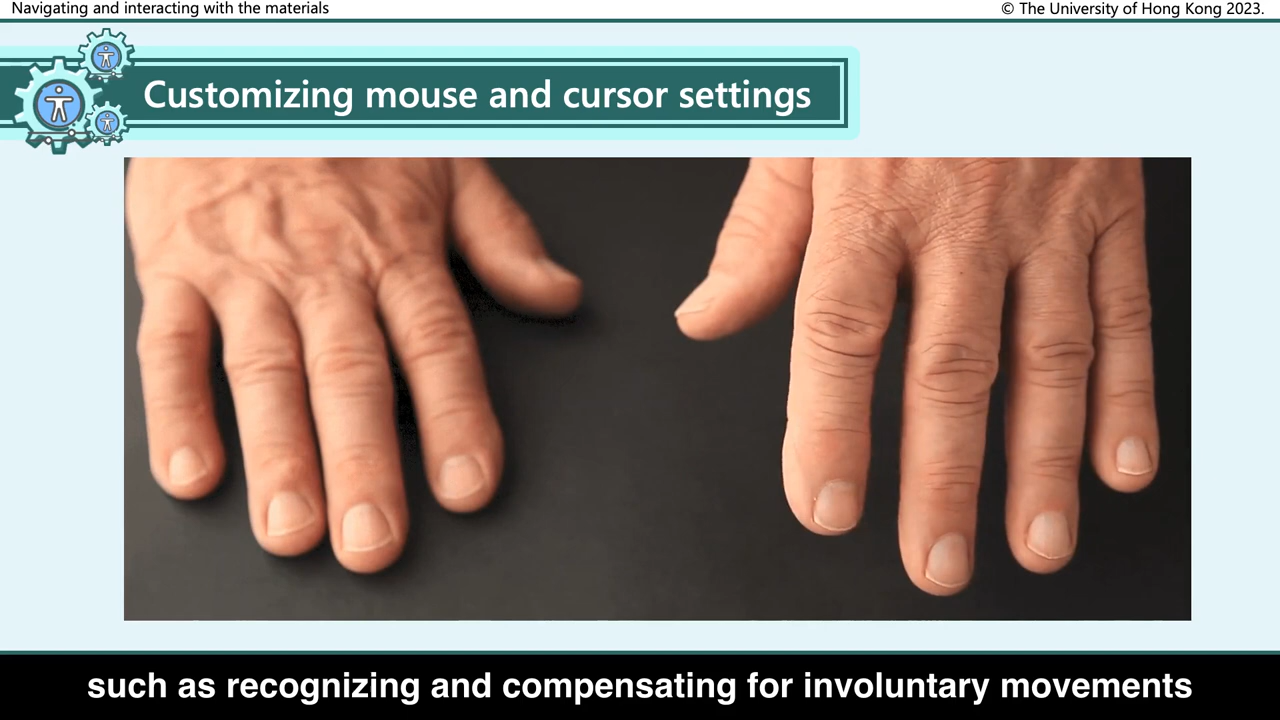 Navigating and interacting with the materials
© The University of Hong Kong 2023.
Customizing mouse and cursor settings
such as recognizing and compensating for involuntary movements